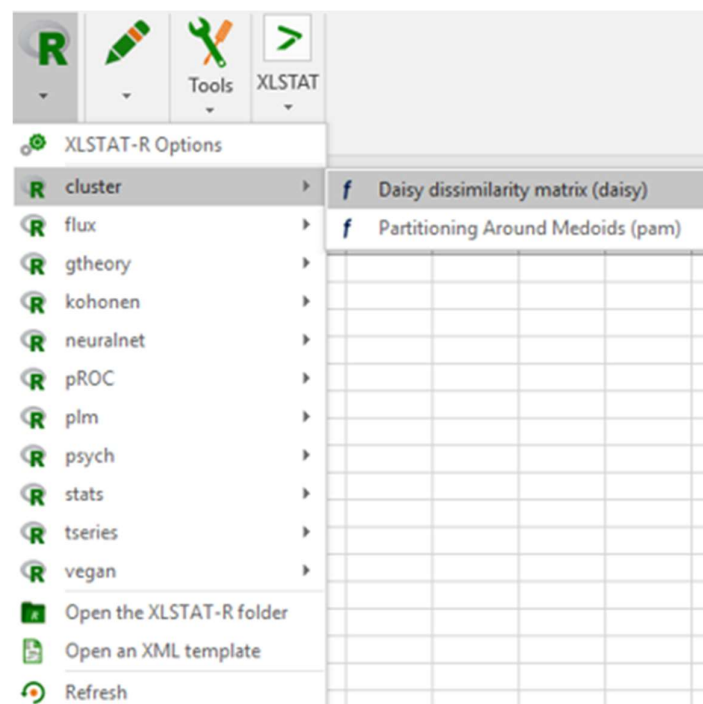 R
Tools
XLSTAT
XLSTAT-R Options
R cluster
f Daisy dissimilarity matrix (daisy)
R flux
f Partitioning Around Medoids (pam)
R gtheory
R kohonen
R neuralnet
R pROC
R plm
R psych
R stats
R tseries
R vegan
R Open the XLSTAT-R folder
Open an XML template
Refresh